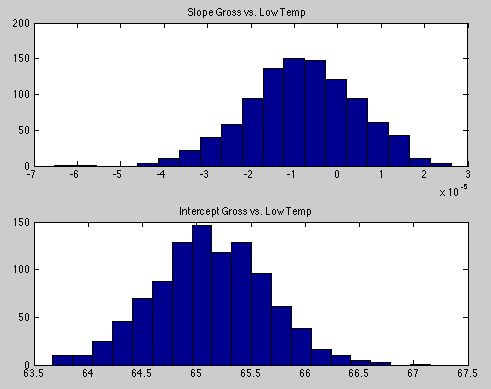 Slope Gross vs. Low Temp
200
150
100
50
0
-7 -6 -5 -4 -3 -2 -1 0 1 2 3
x 10^-5
Intercept Gross vs. Low Temp
150
100
50
0
63.5 64 64.5 65 65.5 66 66.5 67 67.5